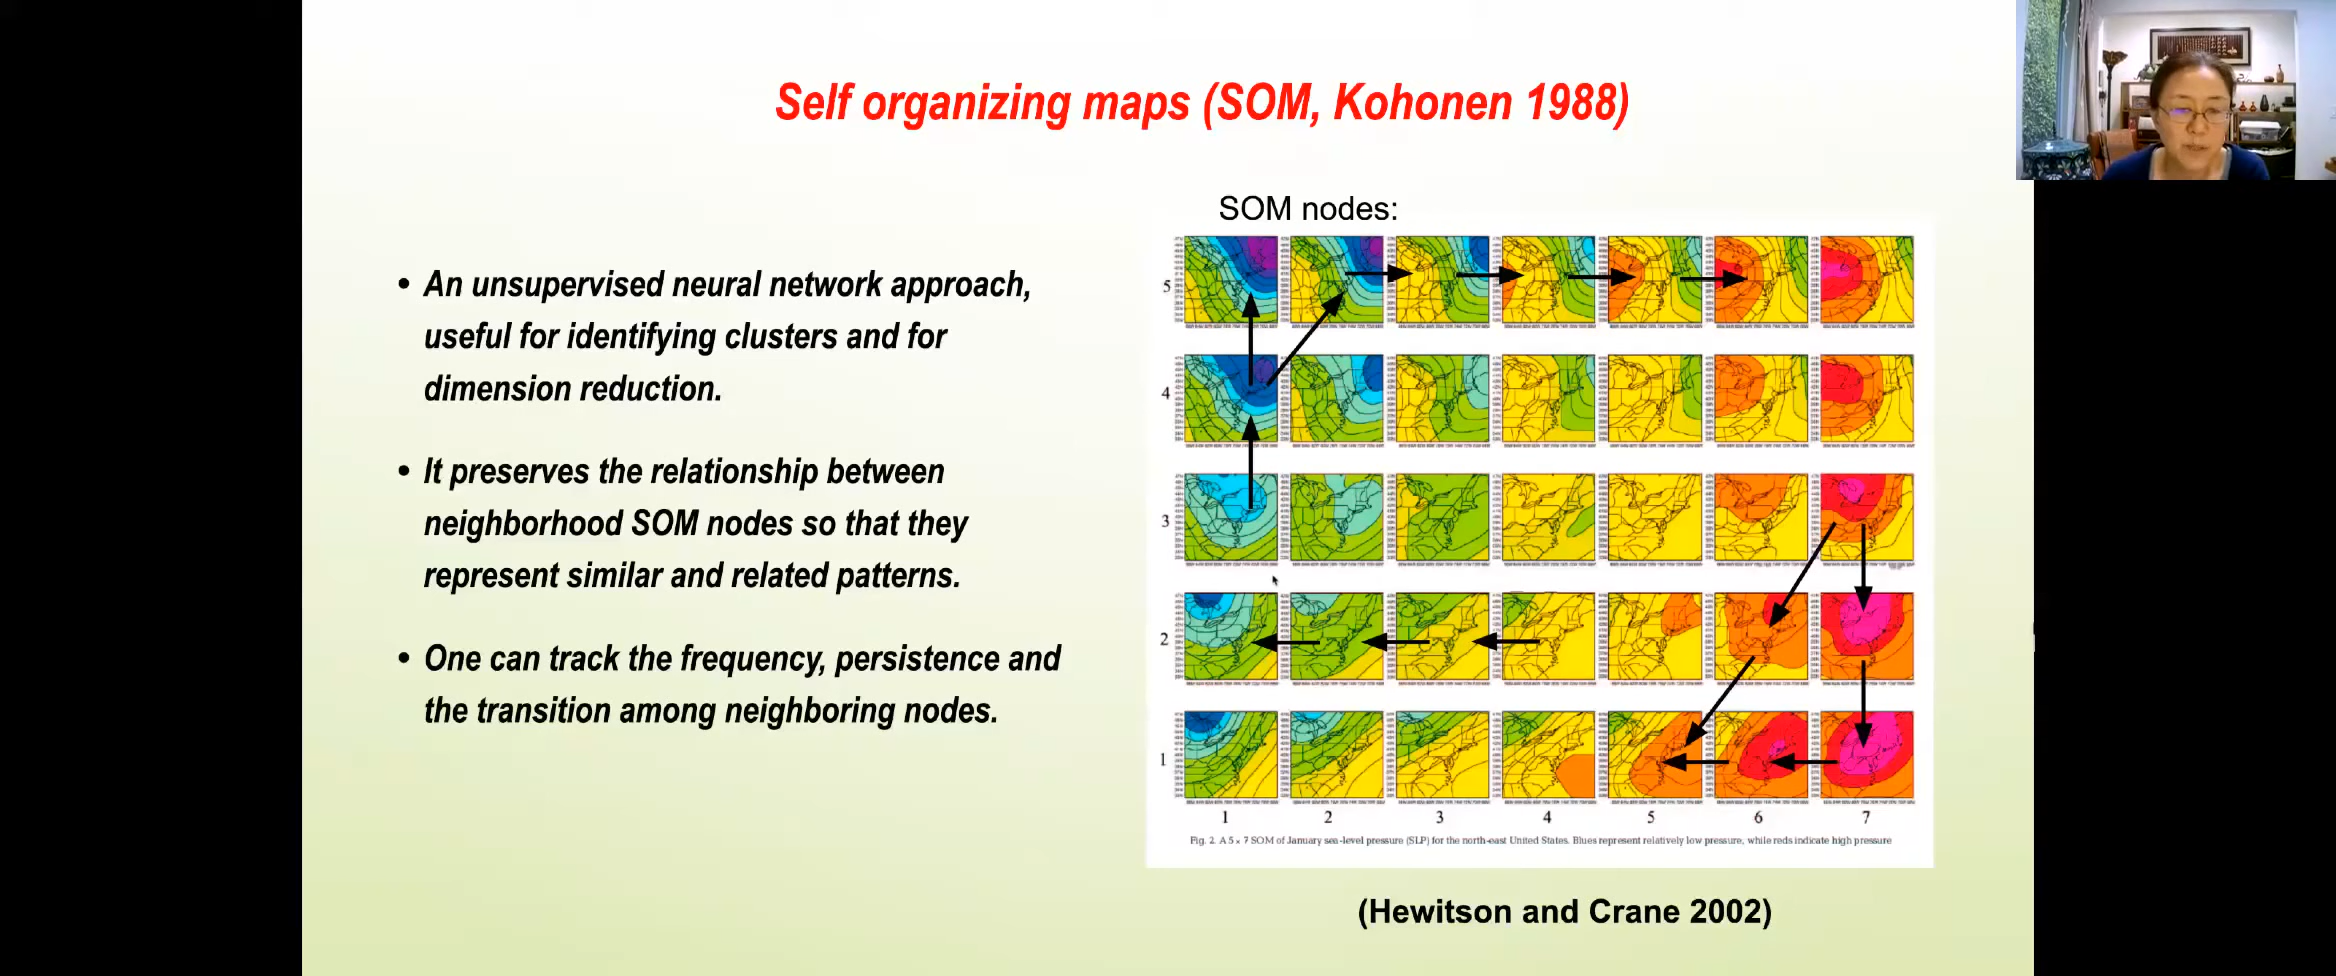 Self organizing maps (SOM, Kohonen 1988)
• An unsupervised neural network approach,
useful for identifying clusters and for
dimension reduction.
• It preserves the relationship between
neighborhood SOM nodes so that they
represent similar and related patterns.
• One can track the frequency, persistence and
the transition among neighboring nodes.
SOM nodes:
5
4
3
2
1
1 2 3 4 5 6 7
Fig. 2. A 5 × 7 SOM of January sea-level pressure (SLP) for the north-east United States. Blues represent relatively low pressure, while reds indicate high pressure
(Hewitson and Crane 2002)